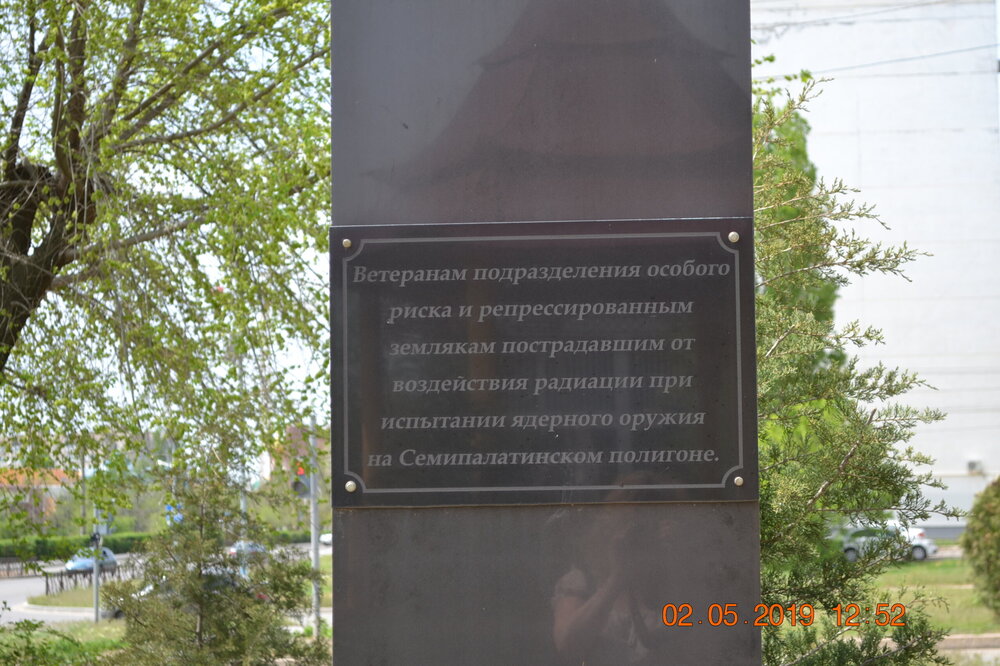 Ветеранам подразделения особого
риска и репрессированным
землякам пострадавшим от
воздействия радиации при
испытании ядерного оружия
на Семипалатинском полигоне.
02.05.2019 12:52